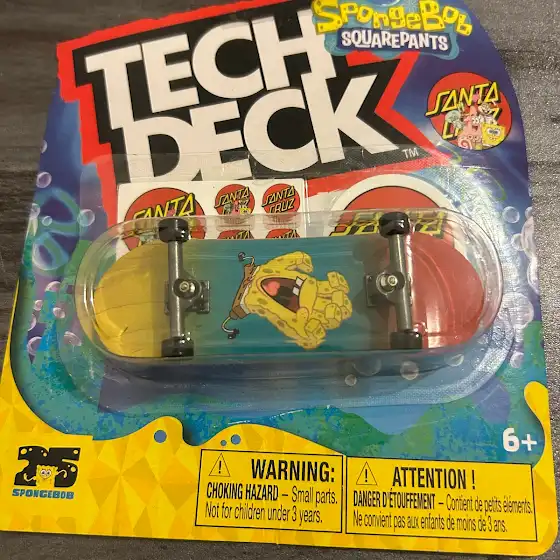 SpongeBob
SQUAREPANTS
TECH
DECK
TM
SANTA
SANTA
SANTA
CRUZ
SANTA
CRUZ
6+
25
SPONGEBOB
WARNING:
CHOKING HAZARD – Small parts.
Not for children under 3 years.
ATTENTION !
DANGER D'ÉTOUFFEMENT – Contient de petits éléments.
Ne convient pas aux enfants de moins de 3 ans.